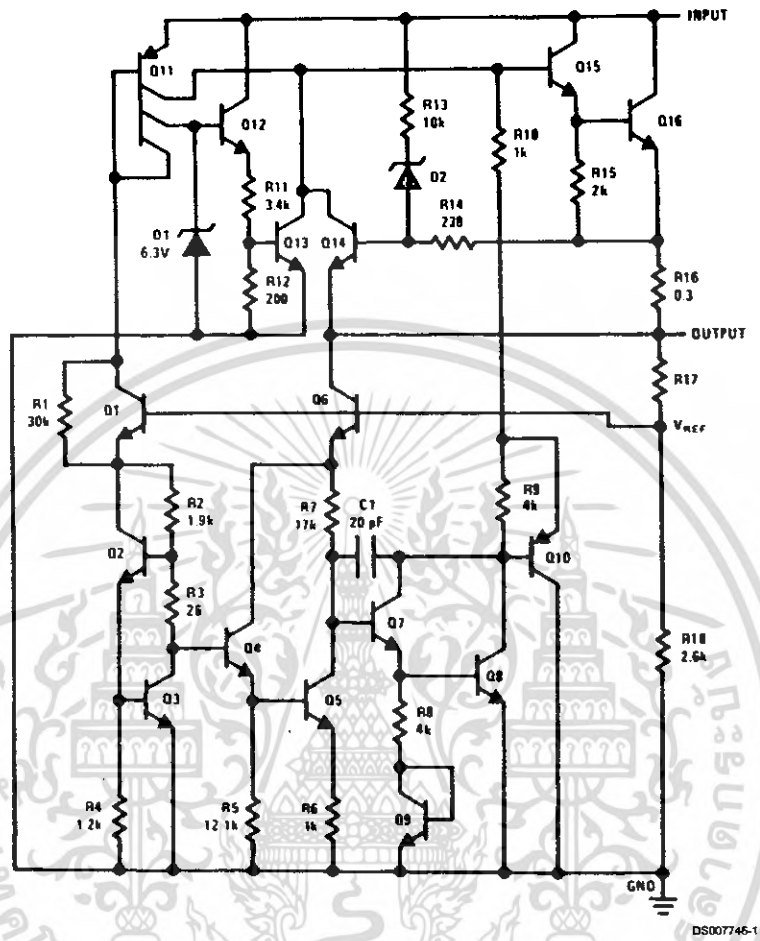 INPUT
Q11
Q12
Q15
Q16
R13
10k
R10
1k
D2
R15
2k
R11
3.4k
R14
230
D1
6.3V
Q13
Q14
R12
200
R16
0.3
OUTPUT
R17
R1
30k
Q1
Q6
VREF
R2
1.9k
R7
17k
C1
20 pF
R9
4k
Q2
Q10
R3
26
Q7
Q4
Q8
R18
2.6k
Q3
Q5
R8
4k
R4
1.2k
R5
12.1k
R6
1k
Q9
GND
DS007746-1